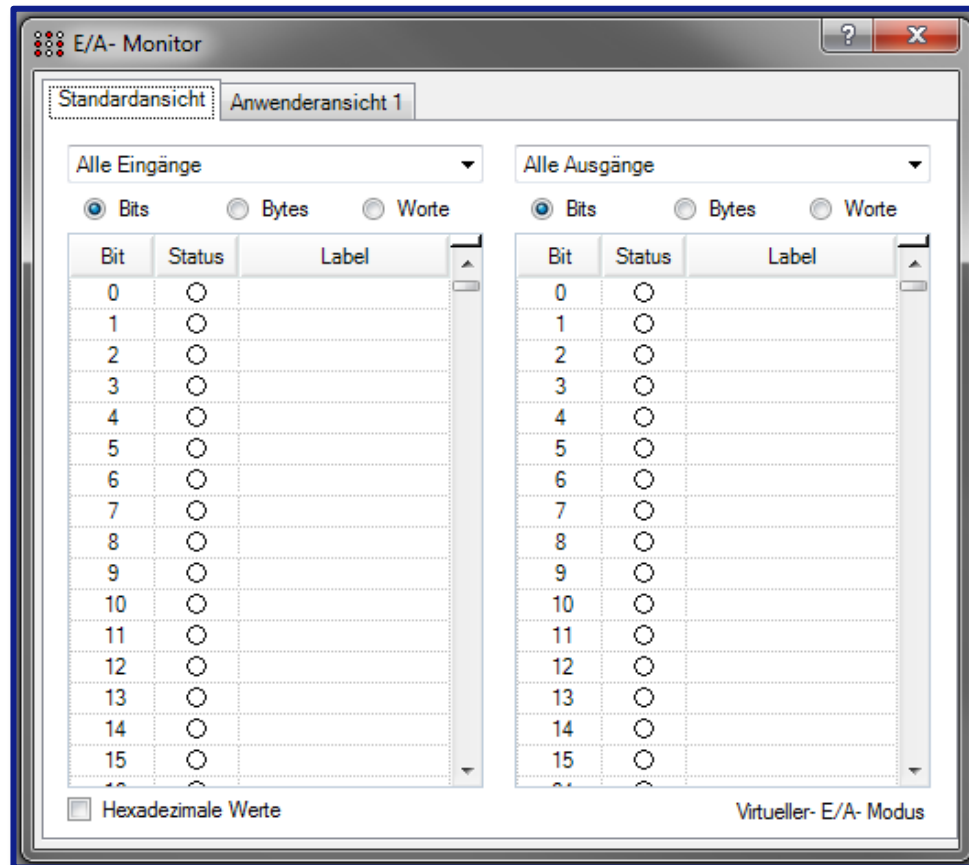 E/A- Monitor
?
X
Standardansicht
Anwenderansicht 1
Alle Eingänge
Alle Ausgänge
Bits Bytes Worte
Bits Bytes Worte
Bit Status Label
Bit Status Label
0 0
1 1
2 2
3 3
4 4
5 5
6 6
7 7
8 8
9 9
10 10
11 11
12 12
13 13
14 14
15 15
Hexadezimale Werte
Virtueller- E/A- Modus